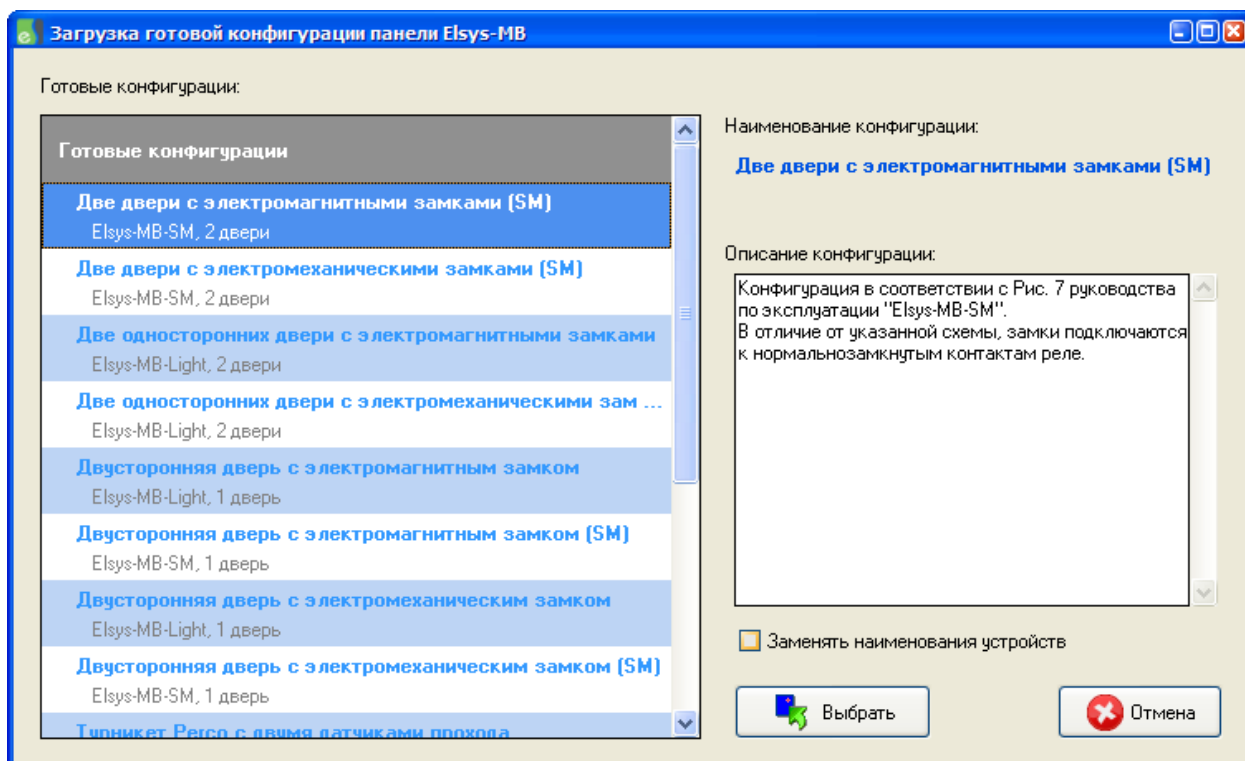 Загрузка готовой конфигурации панели Elsys-MB
Готовые конфигурации:
Готовые конфигурации
Две двери с электромагнитными замками (SM)
Elsys-MB-SM, 2 двери
Две двери с электромеханическими замками (SM)
Elsys-MB-SM, 2 двери
Две односторонних двери с электромагнитными замками
Elsys-MB-Light, 2 двери
Две односторонних двери с электромеханическими зам ...
Elsys-MB-Light, 2 двери
Двусторонняя дверь с электромагнитным замком
Elsys-MB-Light, 1 дверь
Двусторонняя дверь с электромагнитным замком (SM)
Elsys-MB-SM, 1 дверь
Двусторонняя дверь с электромеханическим замком
Elsys-MB-Light, 1 дверь
Двусторонняя дверь с электромеханическим замком (SM)
Elsys-MB-SM, 1 дверь
Турникет Perco с двумя датчиками прохода
Наименование конфигурации:
Две двери с электромагнитными замками (SM)
Описание конфигурации:
Конфигурация в соответствии с Рис. 7 руководства
по эксплуатации "Elsys-MB-SM".
В отличие от указанной схемы, замки подключаются
к нормальнозамкнутым контактам реле.
Заменять наименования устройств
Выбрать
Отмена